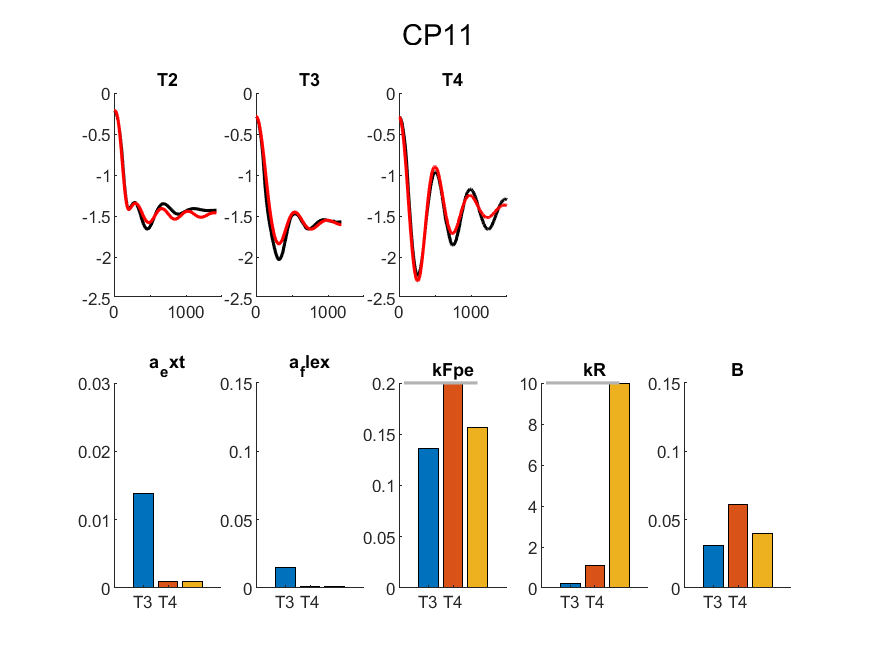 CP11
T2 T3 T4
0 0 0
-0.5 -0.5 -0.5
-1 -1 -1
-1.5 -1.5 -1.5
-2 -2 -2
-2.5 -2.5 -2.5
0 1000 0 1000 0 1000
a_ext a_flex kFpe kR B
0.03 0.15 0.2 10 0.15
0.02 0.1 0.15 8 0.1
0.01 0.05 0.1 6 0.05
0 0 0.05 4 0
0 2
0
T3 T4 T3 T4 T3 T4 T3 T4 T3 T4